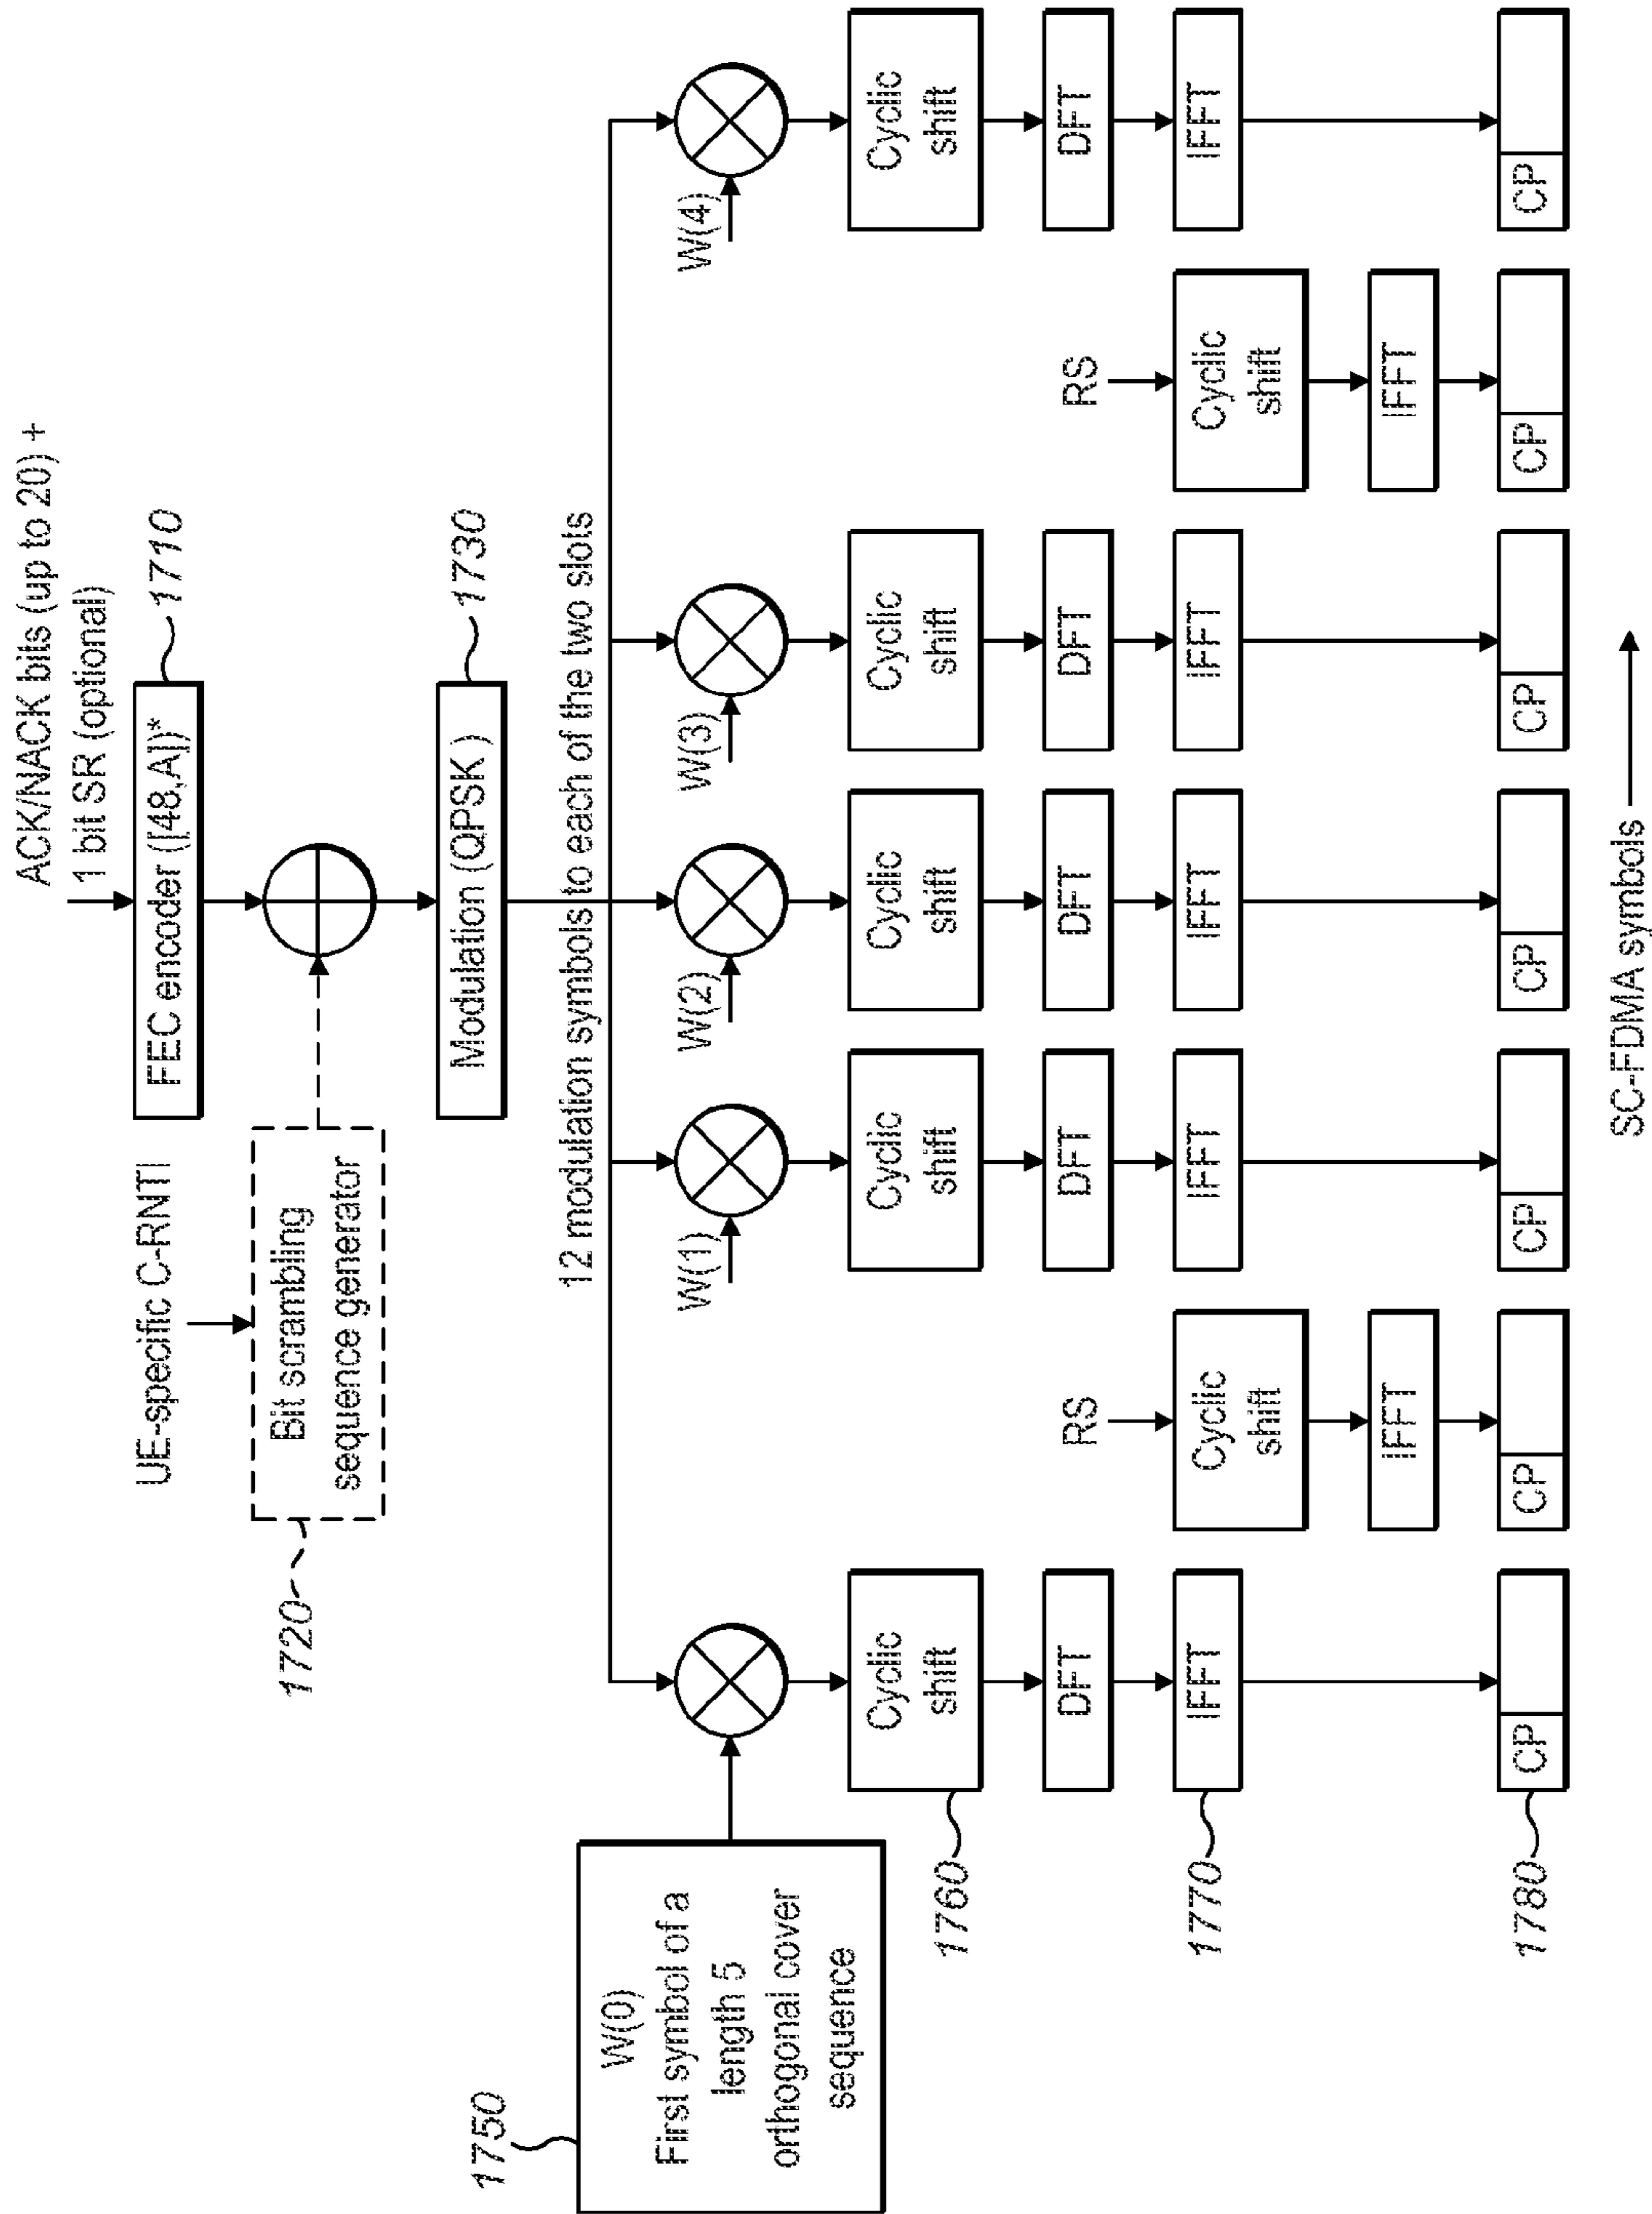 ACK/NACK bits (up to 20) +
1 bit SR (optional)
FEC encoder ([48,A])*
1710
UE-specific C-RNTI
Bit scrambling
sequence generator
1720
Modulation (QPSK )
1730
12 modulation symbols to each of the two slots
1750
W(0)
First symbol of a
length 5
orthogonal cover
sequence
W(1)
W(2)
W(3)
W(4)
1760
Cyclic
shift
Cyclic
shift
Cyclic
shift
Cyclic
shift
Cyclic
shift
DFT
DFT
DFT
DFT
DFT
RS
RS
1770
IFFT
Cyclic
shift
IFFT
IFFT
IFFT
IFFT
Cyclic
shift
IFFT
IFFT
1780
CP
CP
CP
CP
CP
CP
CP
SC-FDMA symbols